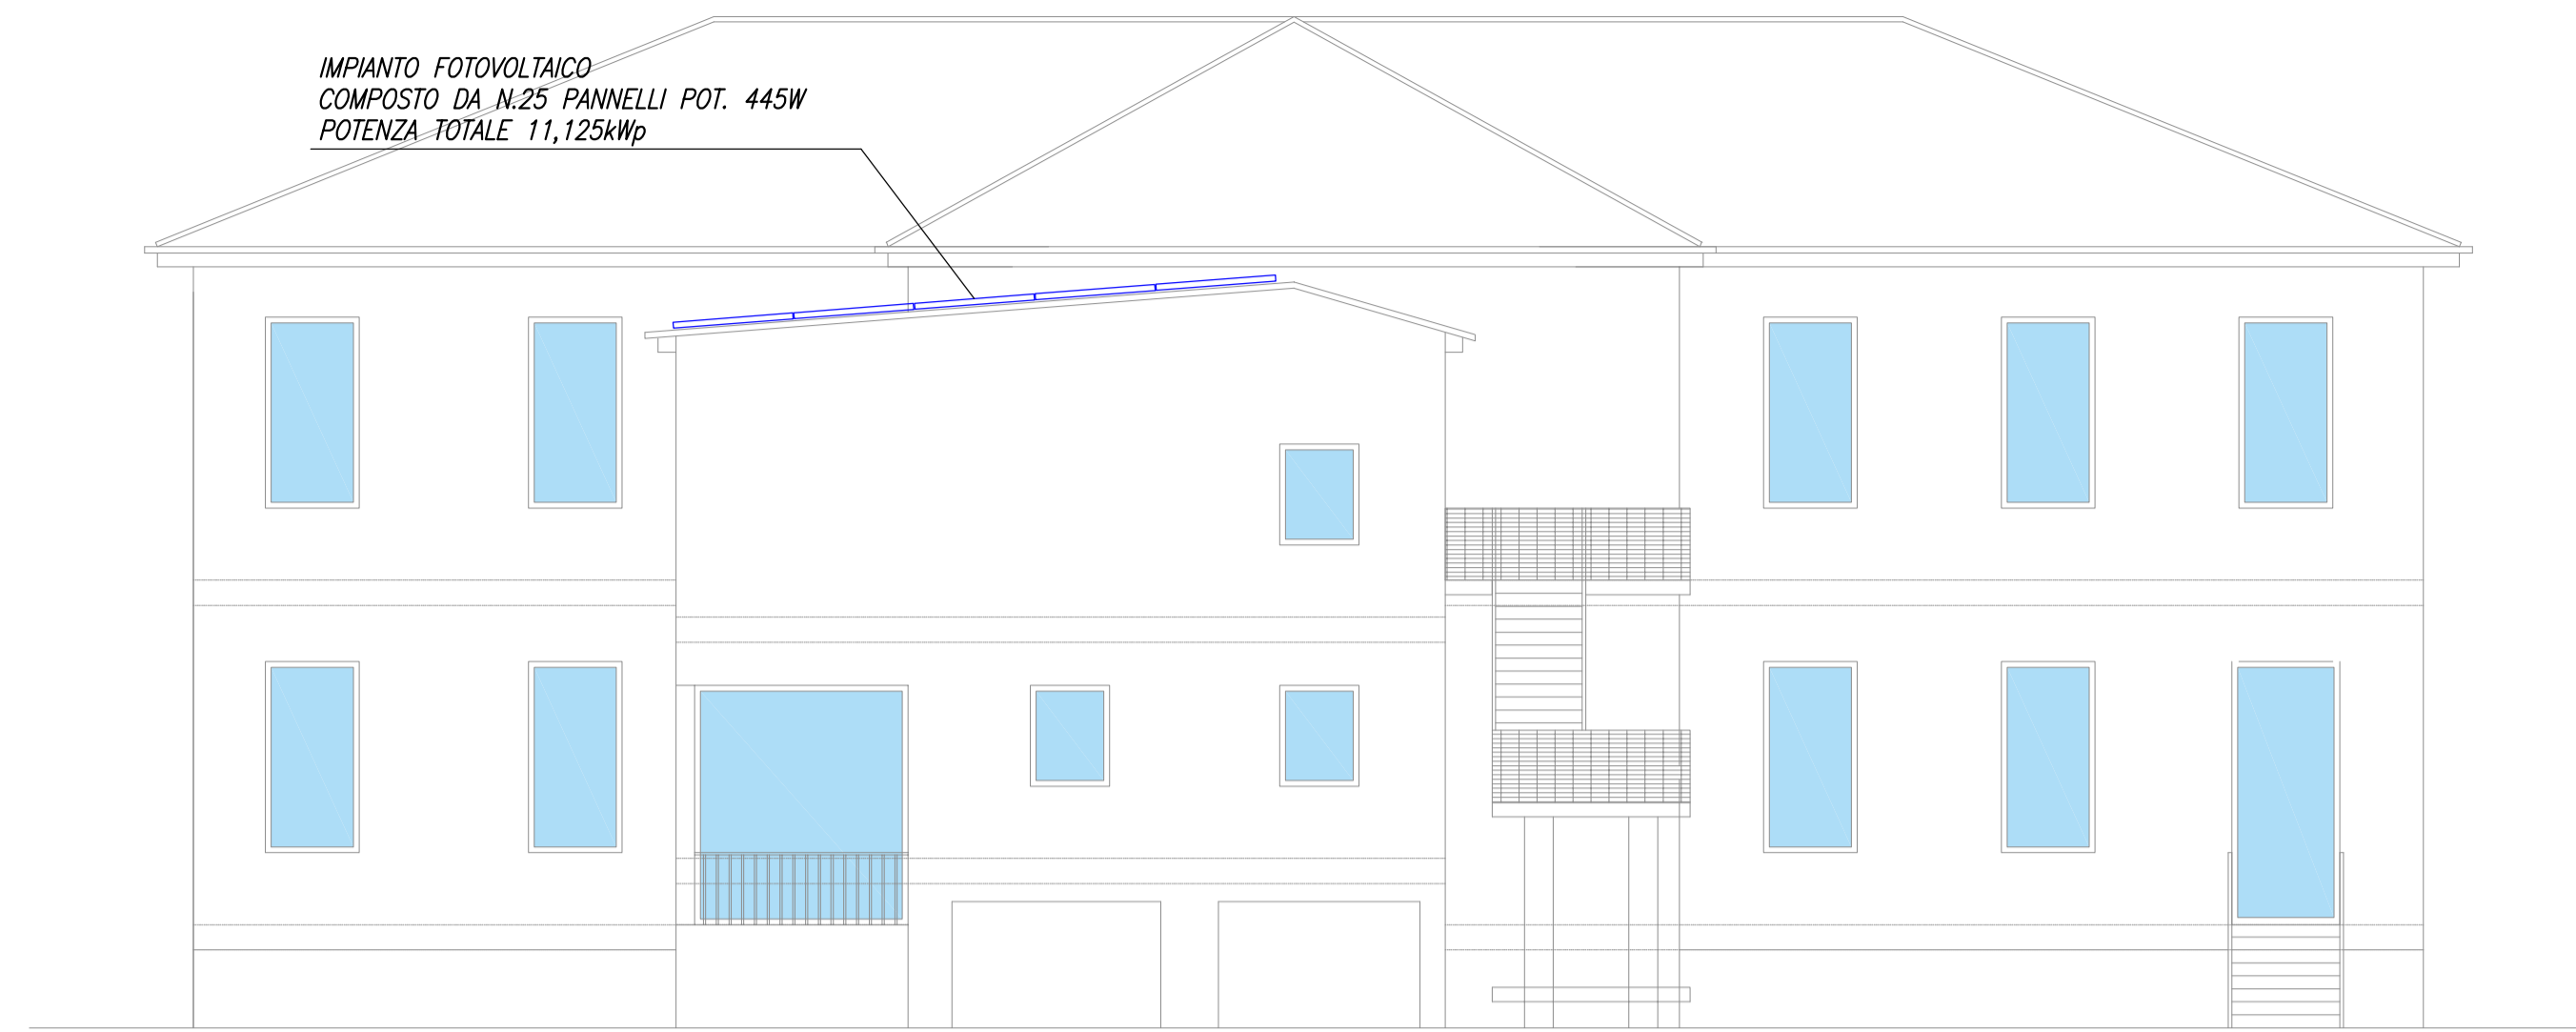 IMPIANTO FOTOVOLTAICO
COMPOSTO DA N.25 PANNELLI POT. 445W
POTENZA TOTALE 11,125kWp